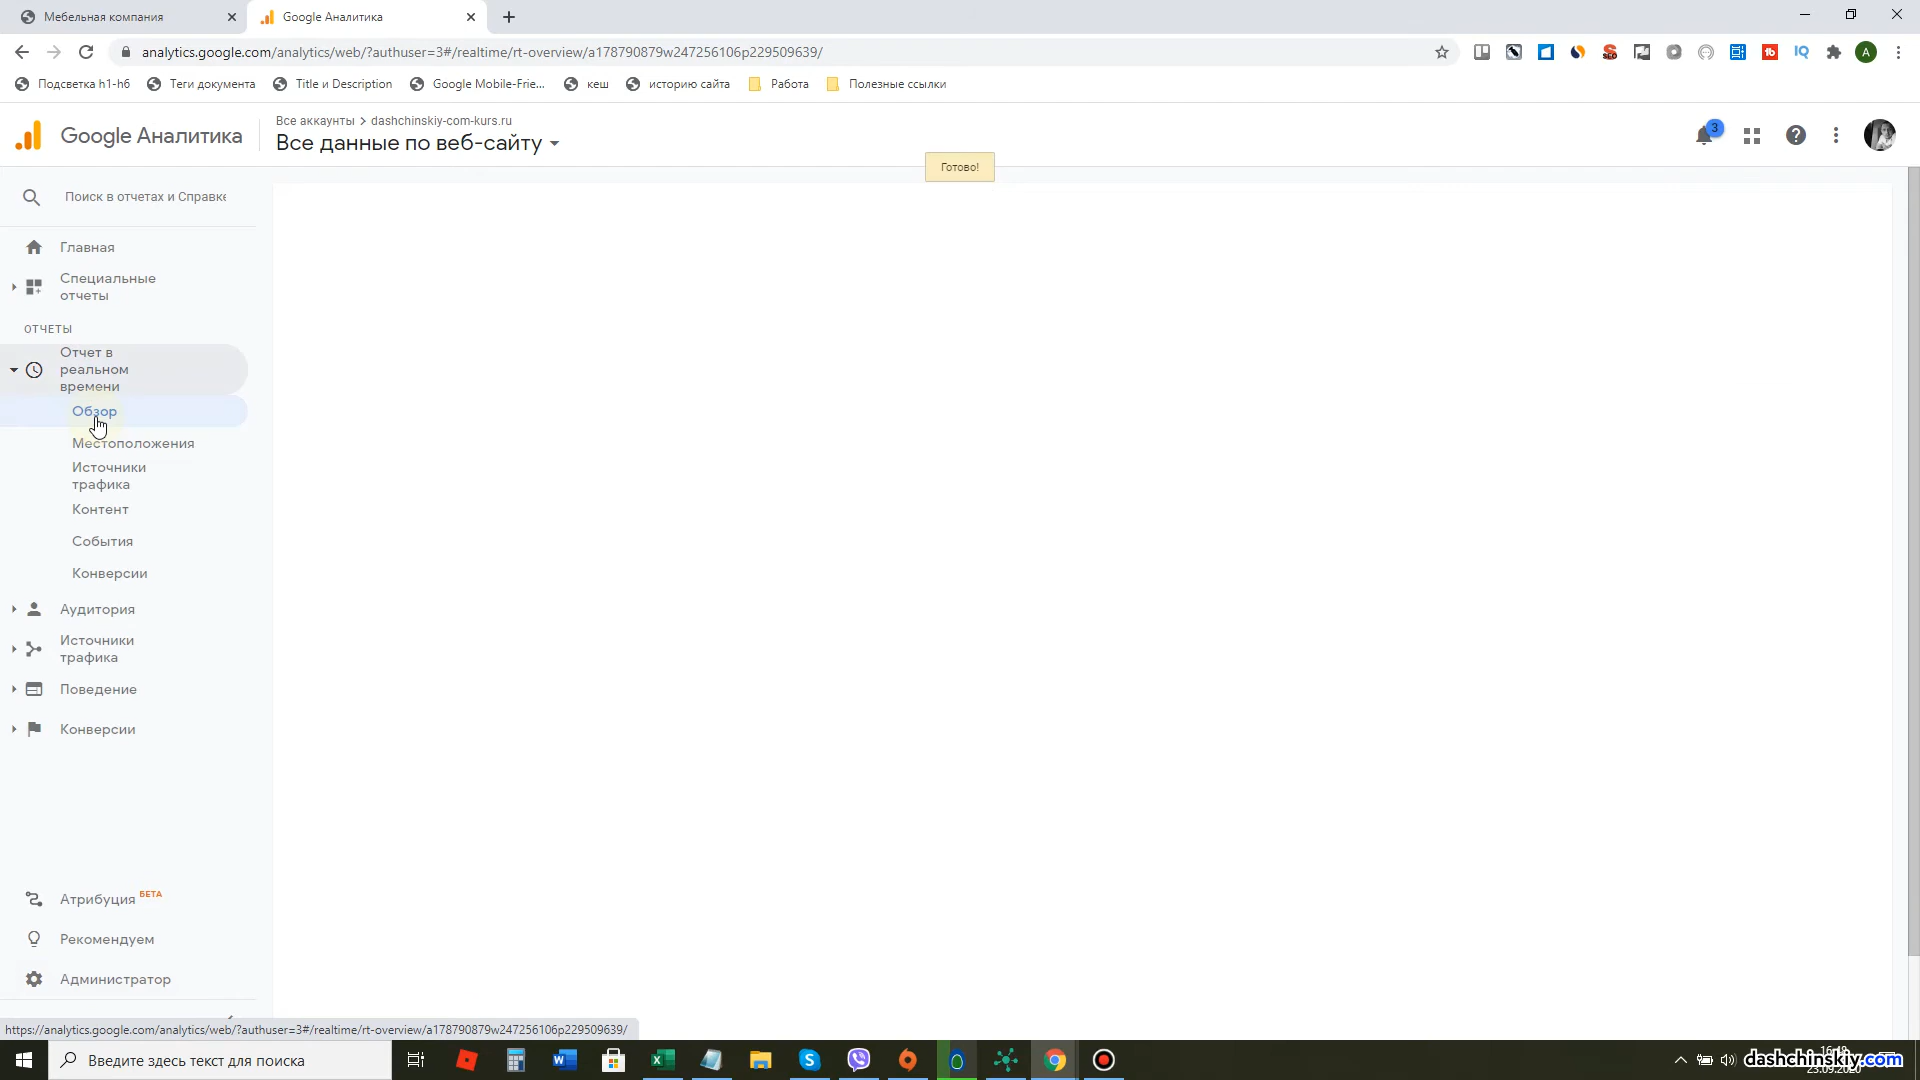 Мебельная компания
Google Аналитика
analytics.google.com/analytics/web/?authuser=3#/realtime/rt-overview/a178790879w247256106p229509639/
Подсветка h1-h6
Теги документа
Title и Description
Google Mobile-Frie...
кеш
историю сайта
Работа
Полезные ссылки
Google Аналитика
Все аккаунты > dashchinskiy-com-kurs.ru
Все данные по веб-сайту
3
Готово!
Поиск в отчетах и Справке
Главная
Специальные
отчеты
ОТЧЕТЫ
Отчет в
реальном
времени
Обзор
Местоположения
Источники
трафика
Контент
События
Конверсии
Аудитория
Источники
трафика
Поведение
Конверсии
Атрибуция БЕТА
Рекомендуем
Администратор
https://analytics.google.com/analytics/web/?authuser=3#/realtime/rt-overview/a178790879w247256106p229509639/
Введите здесь текст для поиска
dashchinskiy.com
23.09.2020